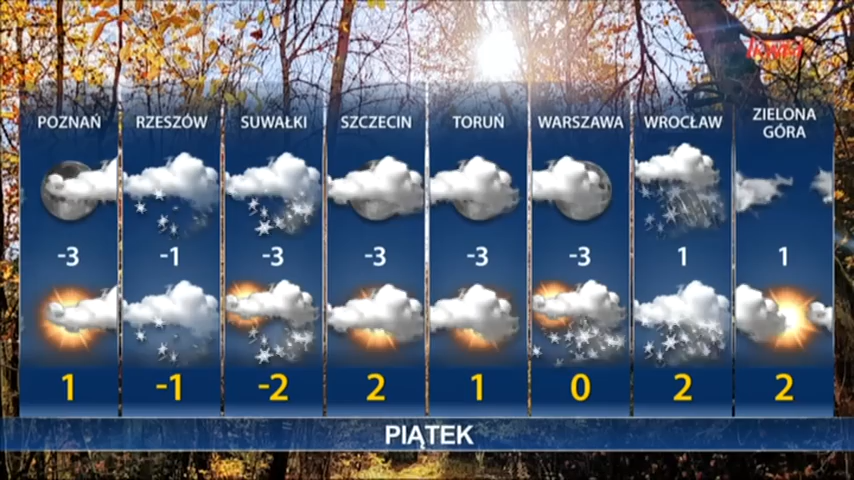 POZNAŃ
RZESZÓW
SUWAŁKI
SZCZECIN
TORUŃ
WARSZAWA
WROCŁAW
ZIELONA
GÓRA
-3 -1 -3 -3 -3 -3 1 1
1 -1 -2 2 1 0 2 2
PIĄTEK